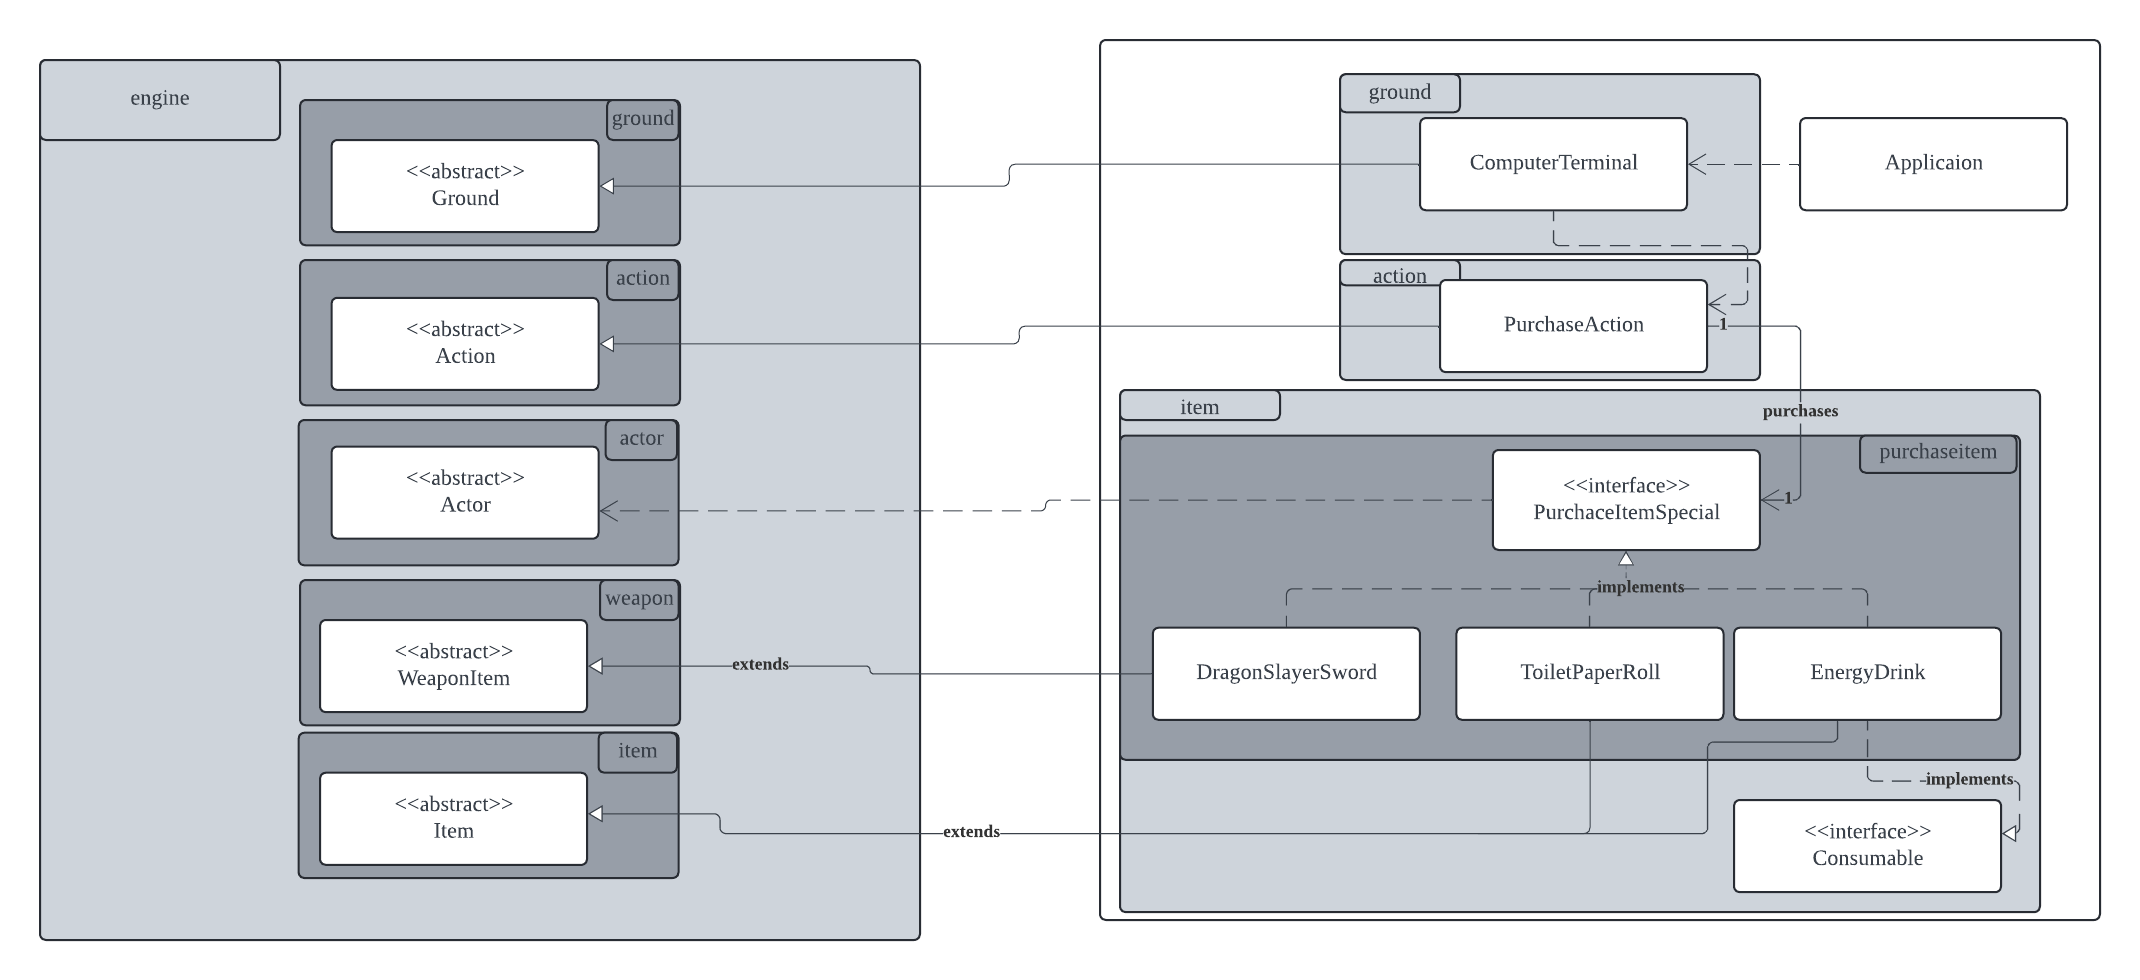 engine
ground
<<abstract>>
Ground
action
<<abstract>>
Action
actor
<<abstract>>
Actor
weapon
<<abstract>>
WeaponItem
extends
item
<<abstract>>
Item
extends
ground
ComputerTerminal
Applicaion
action
PurchaseAction
1
purchases
item
purchaseitem
<<interface>>
PurchaceItemSpecial
1
implements
DragonSlayerSword
ToiletPaperRoll
EnergyDrink
implements
<<interface>>
Consumable